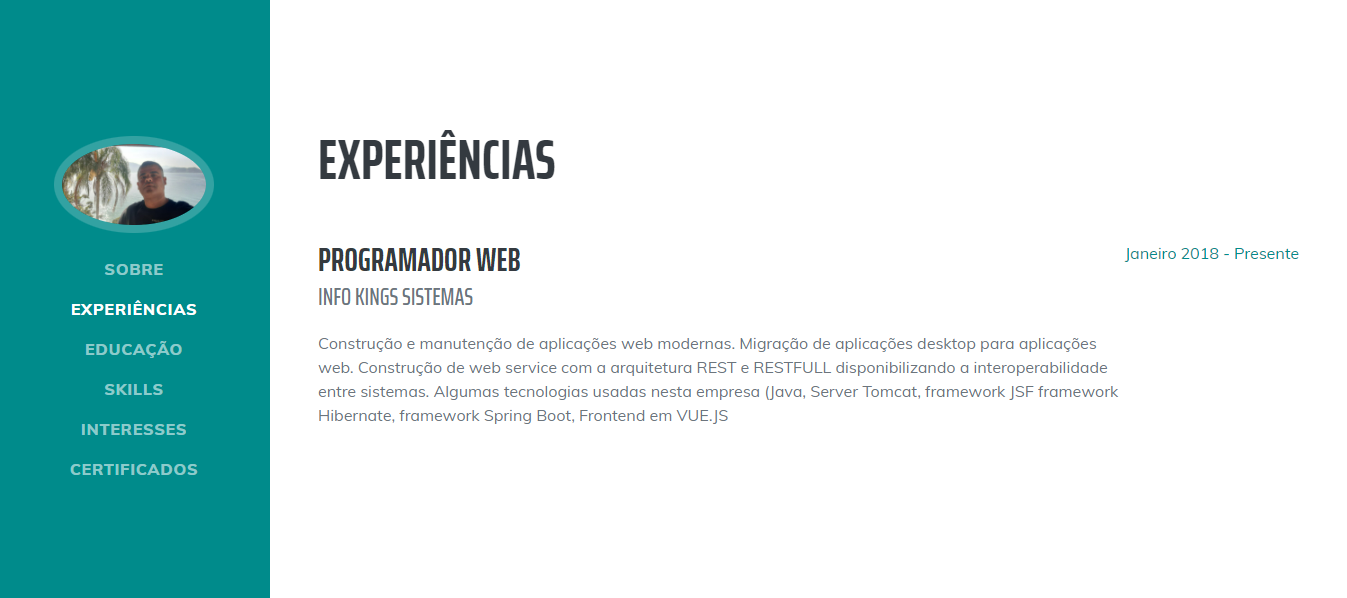 SOBRE
EXPERIÊNCIAS
EDUCAÇÃO
SKILLS
INTERESSES
CERTIFICADOS
EXPERIÊNCIAS
PROGRAMADOR WEB
Janeiro 2018 - Presente
INFO KINGS SISTEMAS
Construção e manutenção de aplicações web modernas. Migração de aplicações desktop para aplicações
web. Construção de web service com a arquitetura REST e RESTFULL disponibilizando a interoperabilidade
entre sistemas. Algumas tecnologias usadas nesta empresa (Java, Server Tomcat, framework JSF framework
Hibernate, framework Spring Boot, Frontend em VUE.JS